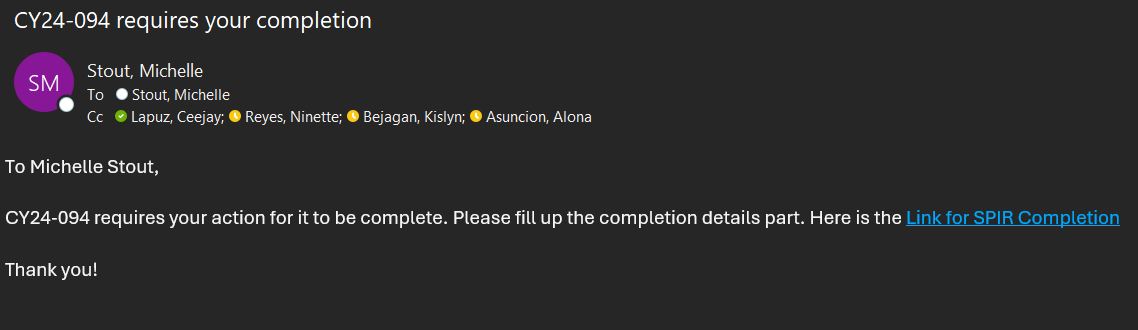 CY24-094 requires your completion
SM
Stout, Michelle
To Stout, Michelle
Cc Lapuz, Ceejay; Reyes, Ninette; Bejagan, Kislyn; Asuncion, Alona
To Michelle Stout,
CY24-094 requires your action for it to be complete. Please fill up the completion details part. Here is the Link for SPIR Completion
Thank you!